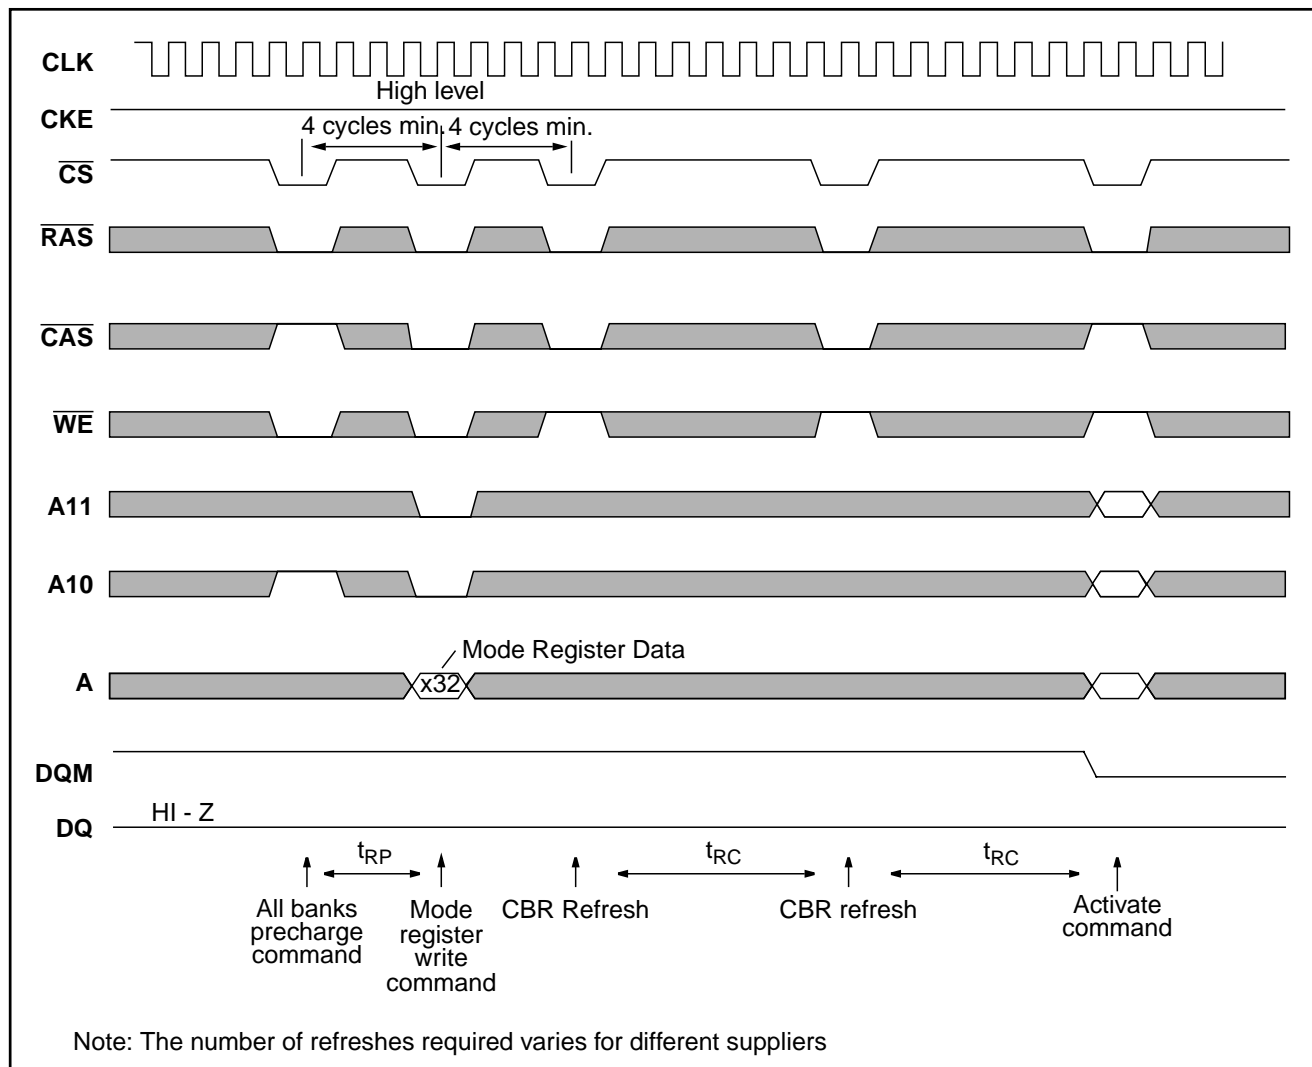 CLK
High level
CKE
4 cycles min. 4 cycles min.
CS
RAS
CAS
WE
A11
A10
Mode Register Data
A
x32
DQM
HI - Z
DQ
tRP
tRC
tRC
All banks
precharge
command
Mode
register
write
command
CBR Refresh
CBR refresh
Activate
command
Note: The number of refreshes required varies for different suppliers